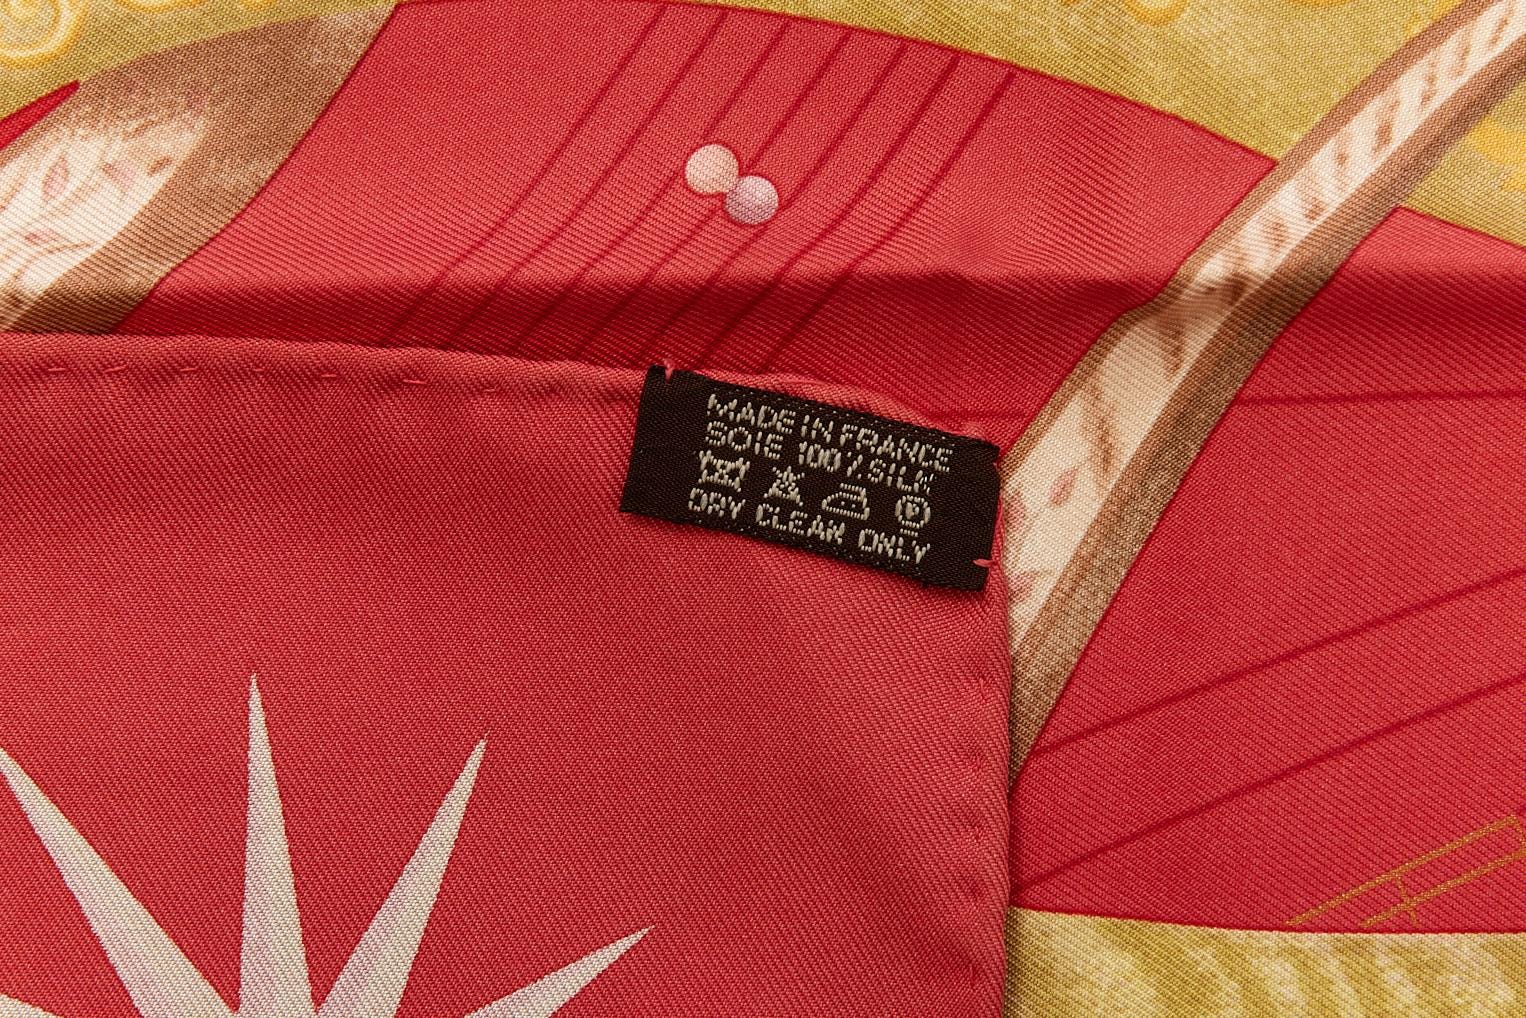 MADE IN FRANCE
SOIE 100% SILK
P
DRY CLEAN ONLY